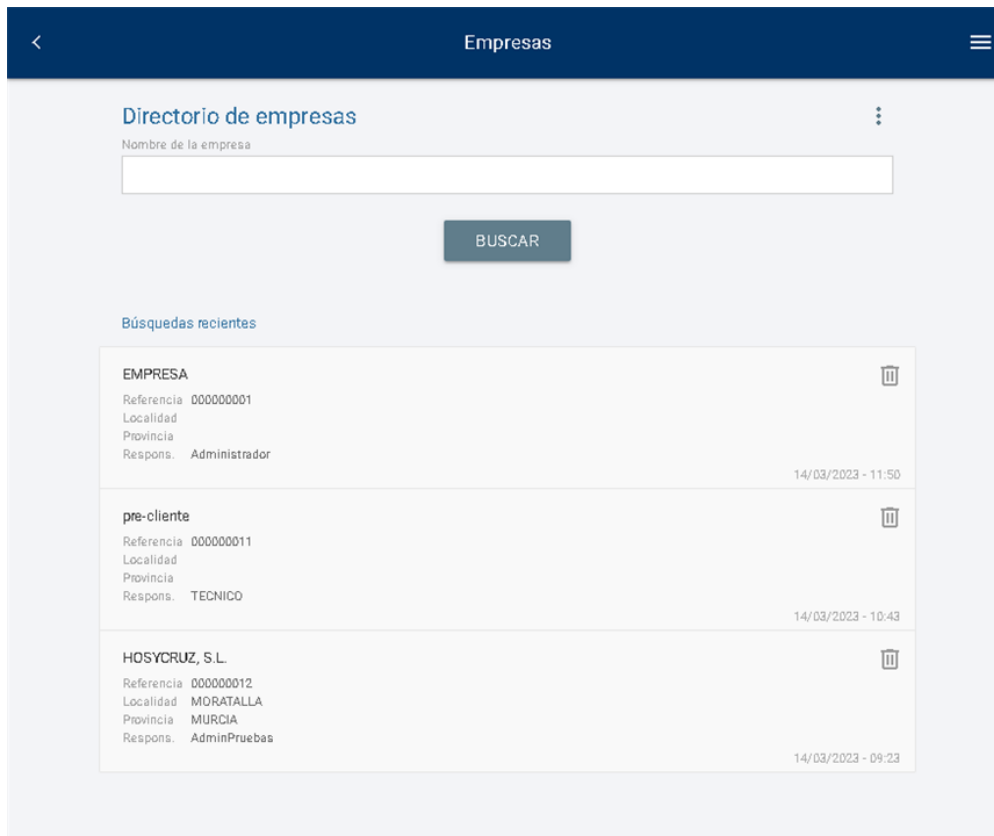 Empresas
Directorio de empresas
Nombre de la empresa
BUSCAR
Búsquedas recientes
EMPRESA
Referencia 000000001
Localidad
Provincia
Respons. Administrador
14/03/2023 - 11:50
pre-cliente
Referencia 000000011
Localidad
Provincia
Respons. TECNICO
14/03/2023 - 10:43
HOSYCRUZ, S.L.
Referencia 000000012
Localidad MORATALLA
Provincia MURCIA
Respons. AdminPruebas
14/03/2023 - 09:23